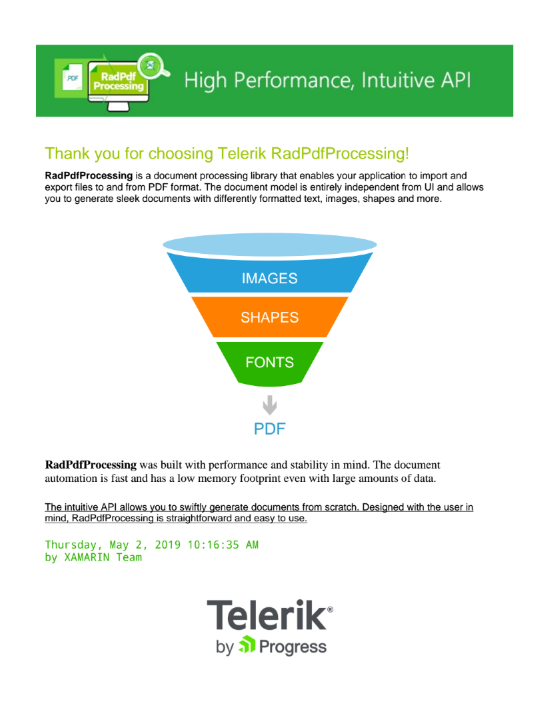 PDF
RadPdf
Processing
High Performance, Intuitive API
Thank you for choosing Telerik RadPdfProcessing!
RadPdfProcessing is a document processing library that enables your application to import and
export files to and from PDF format. The document model is entirely independent from UI and allows
you to generate sleek documents with differently formatted text, images, shapes and more.
IMAGES
SHAPES
FONTS
PDF
RadPdfProcessing was built with performance and stability in mind. The document
automation is fast and has a low memory footprint even with large amounts of data.
The intuitive API allows you to swiftly generate documents from scratch. Designed with the user in
mind, RadPdfProcessing is straightforward and easy to use.
Thursday, May 2, 2019 10:16:35 AM
by XAMARIN Team
Telerik®
by Progress